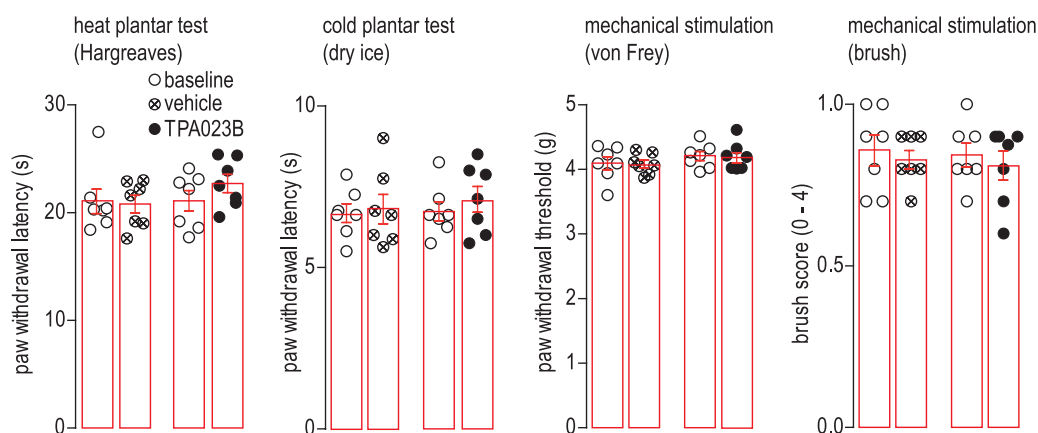 heat plantar test
(Hargreaves)
baseline
vehicle
TPA023B
paw withdrawal latency (s)
30
20
10
0
cold plantar test
(dry ice)
paw withdrawal latency (s)
10
5
0
mechanical stimulation
(von Frey)
paw withdrawal threshold (g)
5
4
3
2
1
0
mechanical stimulation
(brush)
brush score (0 - 4)
1.0
0.5
0.0